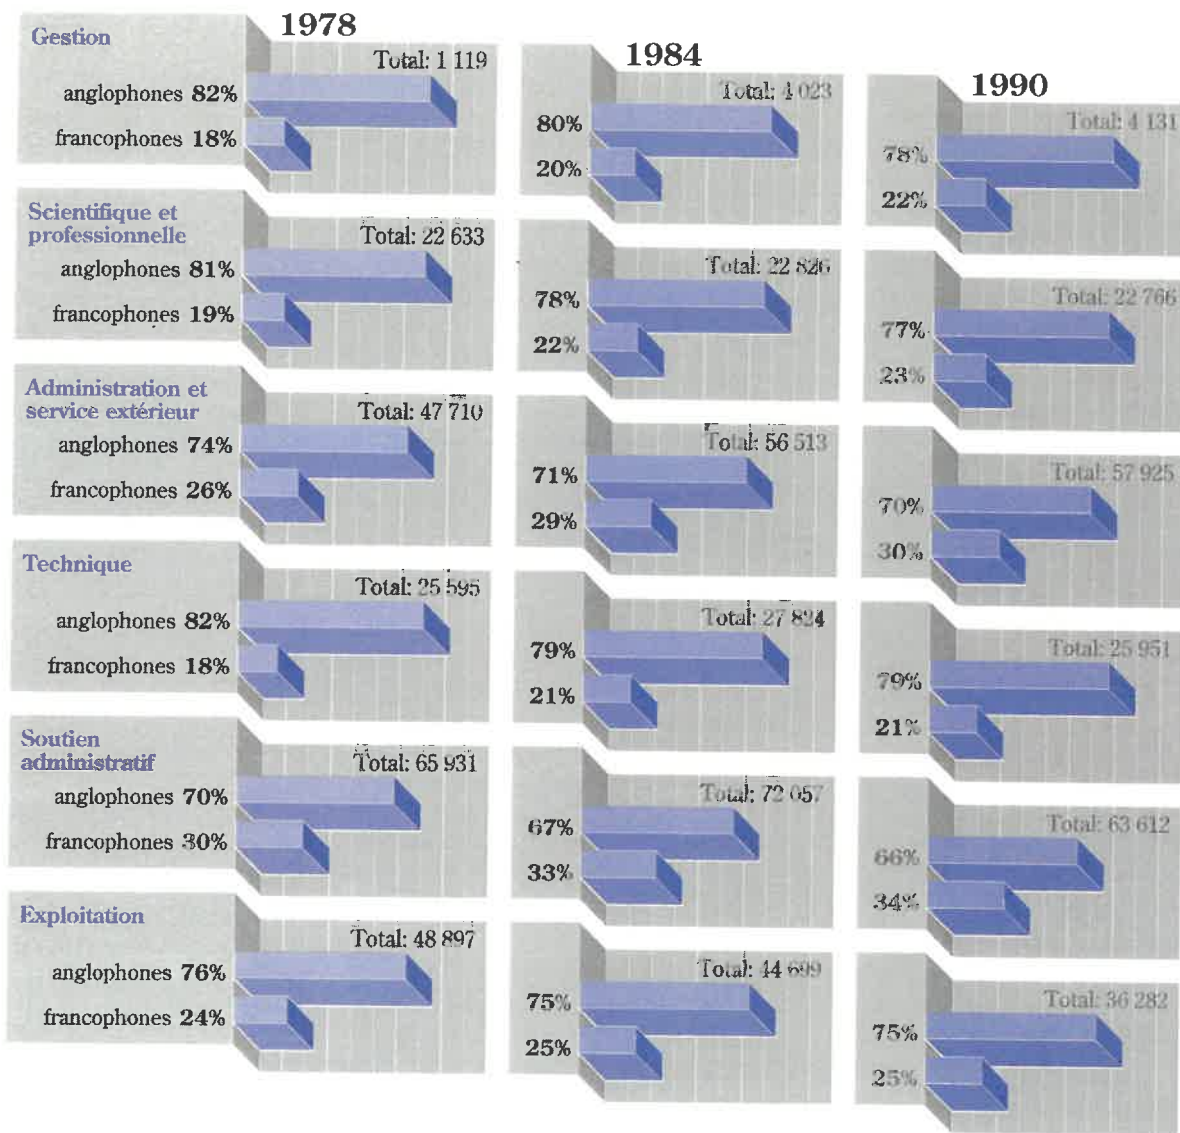 1978
1984
1990
Gestion
Total: 1 119
Total: 4 023
Total: 4 131
anglophones 82%
80%
78%
francophones 18%
20%
22%
Scientifique et
professionnelle
Total: 22 633
Total: 22 826
Total: 22 766
anglophones 81%
78%
77%
francophones 19%
22%
23%
Administration et
service extérieur
Total: 47 710
Total: 56 513
Total: 57 925
anglophones 74%
71%
70%
francophones 26%
29%
30%
Technique
Total: 25 595
Total: 27 824
Total: 25 951
anglophones 82%
79%
79%
francophones 18%
21%
21%
Soutien
administratif
Total: 65 931
Total: 72 057
Total: 63 612
anglophones 70%
67%
66%
francophones 30%
33%
34%
Exploitation
Total: 48 897
Total: 44 699
Total: 36 282
anglophones 76%
75%
75%
francophones 24%
25%
25%